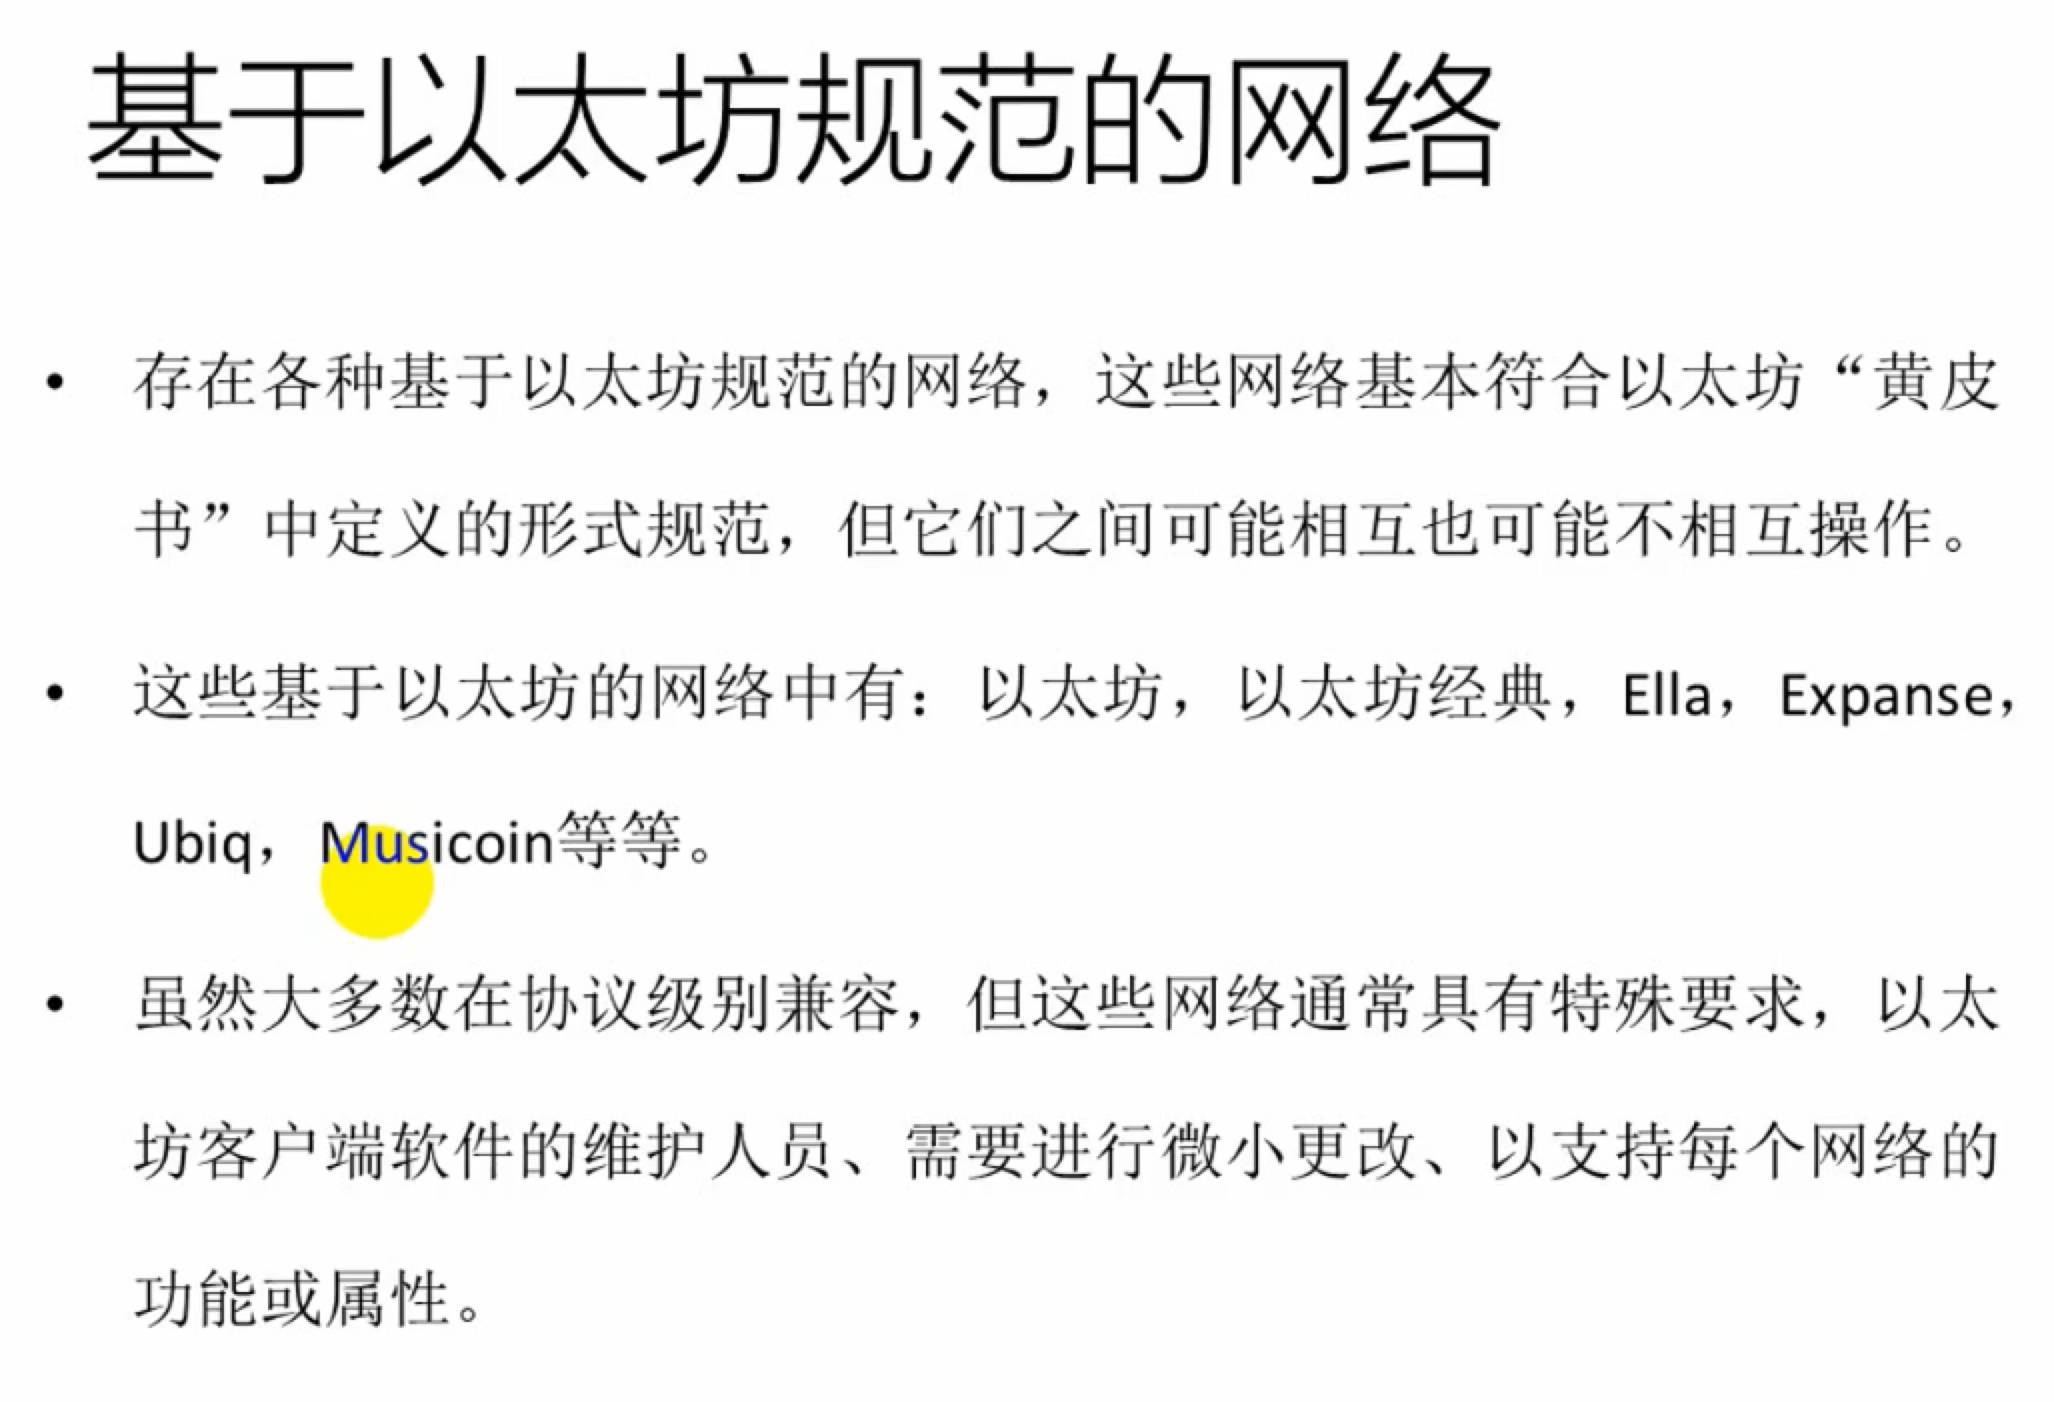 基于以太坊规范的网络
• 存在各种基于以太坊规范的网络，这些网络基本符合以太坊“黄皮
书”中定义的形式规范，但它们之间可能相互也可能不相互操作。
• 这些基于以太坊的网络中有：以太坊，以太坊经典，Ella，Expanse，
Ubiq，Musicoin等等。
• 虽然大多数在协议级别兼容，但这些网络通常具有特殊要求，以太
坊客户端软件的维护人员、需要进行微小更改、以支持每个网络的
功能或属性。